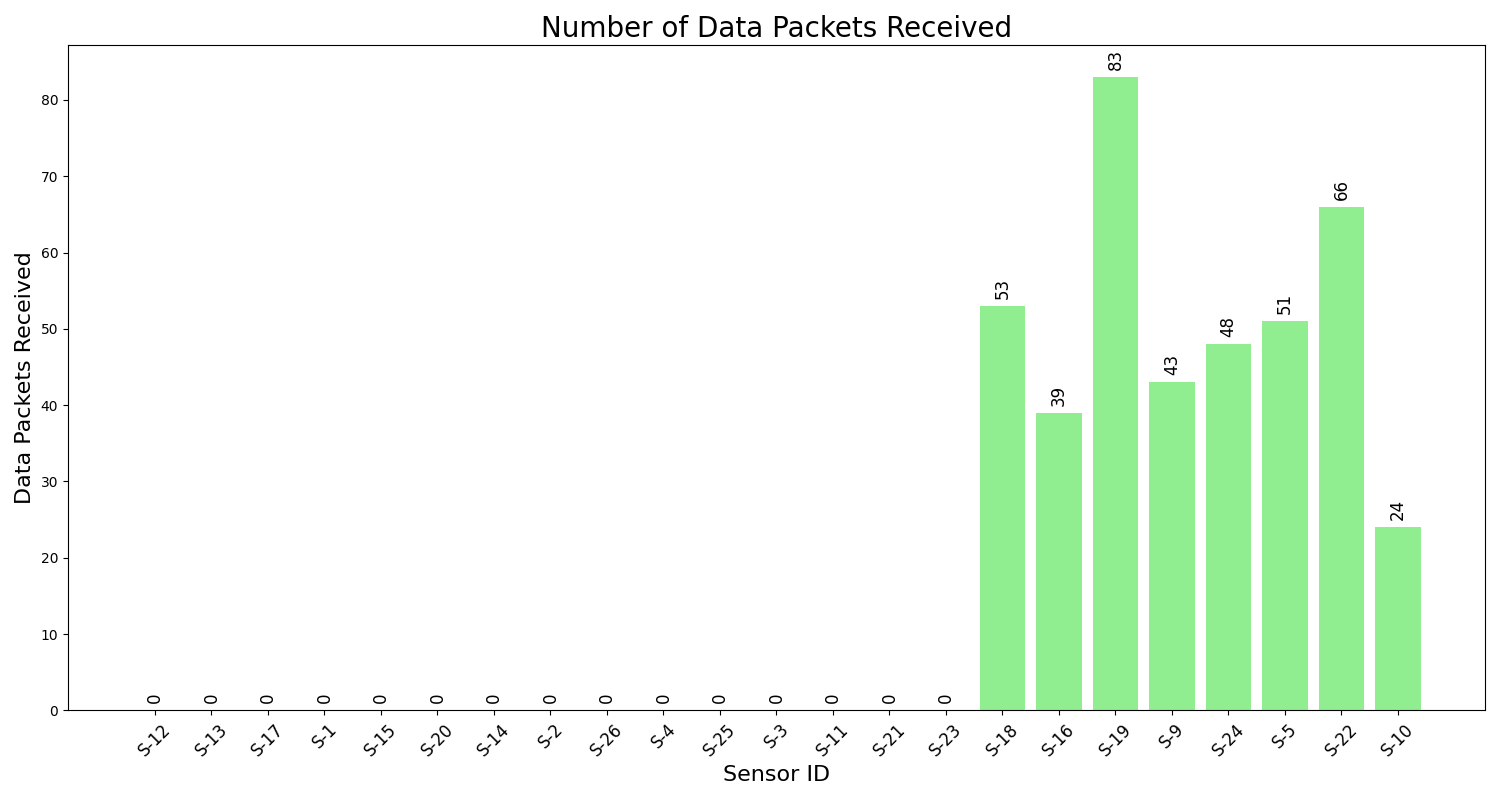 Number of Data Packets Received
Data Packets Received
80
70
60
50
40
30
20
10
0
0 0 0 0 0 0 0 0 0 0 0 0 0 0 0 53 39 83 43 48 51 66 24
S-12 S-13 S-17 S-1 S-15 S-20 S-14 S-2 S-26 S-4 S-25 S-3 S-11 S-21 S-23 S-18 S-16 S-19 S-9 S-24 S-5 S-22 S-10
Sensor ID